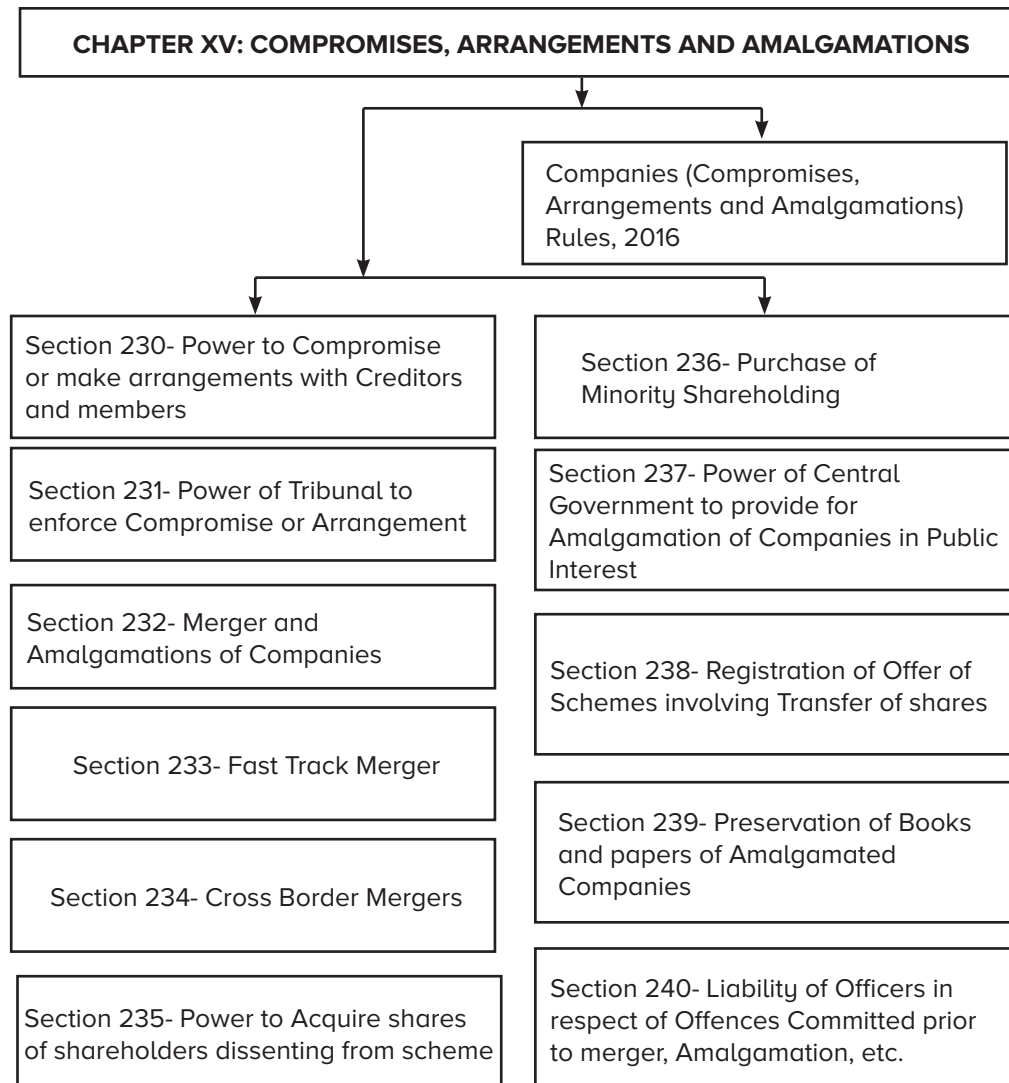 CHAPTER XV: COMPROMISES, ARRANGEMENTS AND AMALGAMATIONS
Companies (Compromises,
Arrangements and Amalgamations)
Rules, 2016
Section 230- Power to Compromise
or make arrangements with Creditors
and members
Section 231- Power of Tribunal to
enforce Compromise or Arrangement
Section 232- Merger and
Amalgamations of Companies
Section 233- Fast Track Merger
Section 234- Cross Border Mergers
Section 235- Power to Acquire shares
of shareholders dissenting from scheme
Section 236- Purchase of
Minority Shareholding
Section 237- Power of Central
Government to provide for
Amalgamation of Companies in Public
Interest
Section 238- Registration of Offer of
Schemes involving Transfer of shares
Section 239- Preservation of Books
and papers of Amalgamated
Companies
Section 240- Liability of Officers in
respect of Offences Committed prior
to merger, Amalgamation, etc.